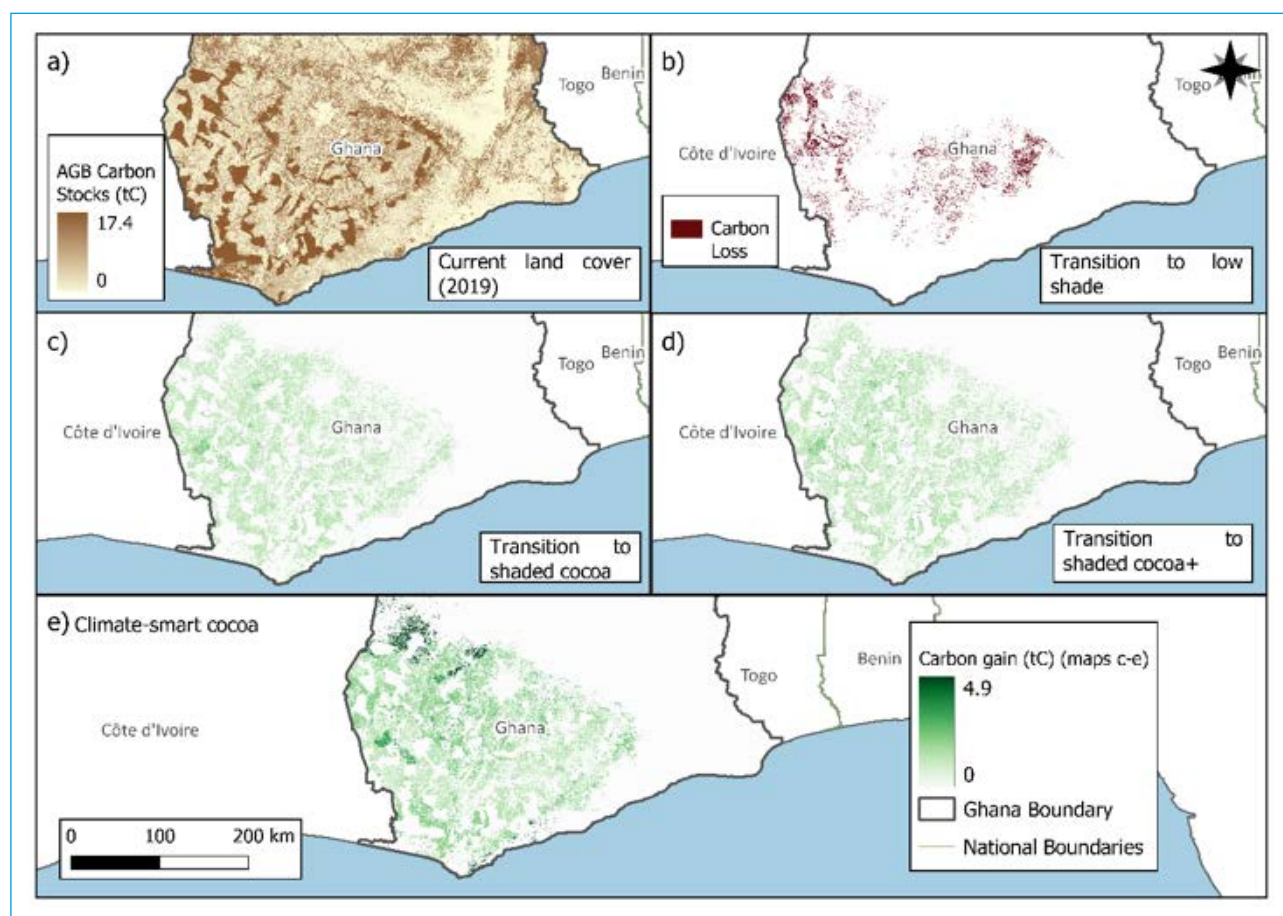 a)
Togo
Benin
Ghana
AGB Carbon
Stocks (tC)
17.4
0
Current land cover
(2019)
b)
Togo
Benin
Côte d'Ivoire
Ghana
Carbon
Loss
Transition to low
shade
c)
Togo
Benin
Côte d'Ivoire
Ghana
Transition to
shaded cocoa
d)
Togo
Benin
Côte d'Ivoire
Ghana
Transition to
shaded cocoa+
e) Climate-smart cocoa
Togo
Benin
Côte d'Ivoire
Ghana
0 100 200 km
Carbon gain (tC) (maps c-e)
4.9
0
Ghana Boundary
National Boundaries